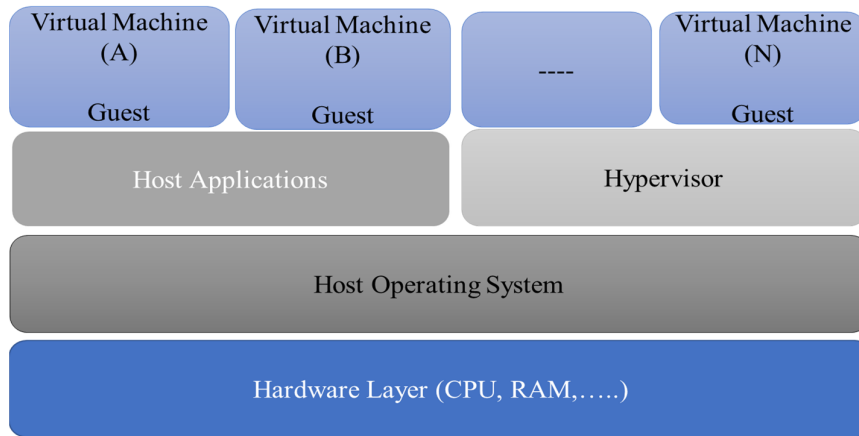 Virtual Machine
(A)
Guest
Virtual Machine
(B)
Guest
----
Virtual Machine
(N)
Guest
Host Applications
Hypervisor
Host Operating System
Hardware Layer (CPU, RAM,…..)